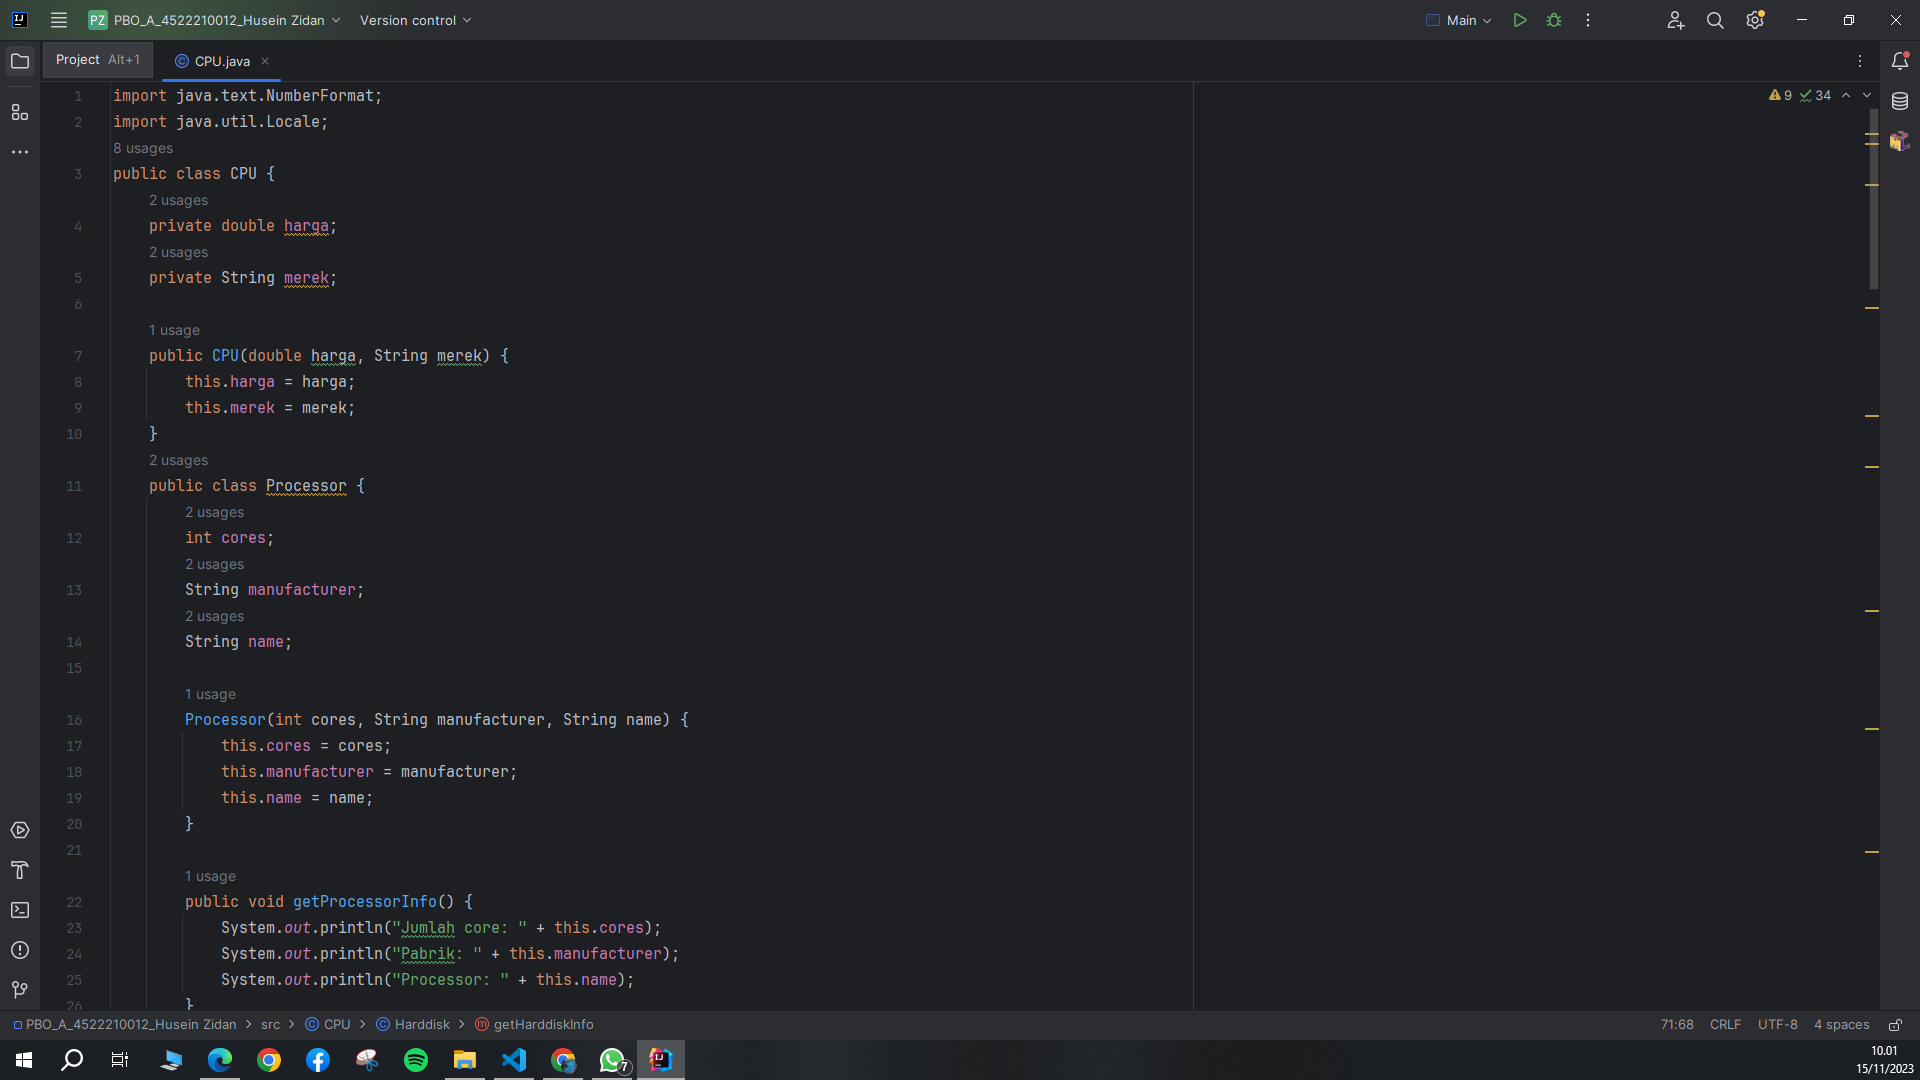 PZ PBO_A_4522210012_Husein Zidan Version control Main
Project Alt+1 CPU.java
9 34
1 import java.text.NumberFormat;
2 import java.util.Locale;
8 usages
3 public class CPU {
2 usages
4 private double harga;
2 usages
5 private String merek;
6
1 usage
7 public CPU(double harga, String merek) {
8 this.harga = harga;
9 this.merek = merek;
10 }
2 usages
11 public class Processor {
2 usages
12 int cores;
2 usages
13 String manufacturer;
2 usages
14 String name;
15
1 usage
16 Processor(int cores, String manufacturer, String name) {
17 this.cores = cores;
18 this.manufacturer = manufacturer;
19 this.name = name;
20 }
21
1 usage
22 public void getProcessorInfo() {
23 System.out.println("Jumlah core: " + this.cores);
24 System.out.println("Pabrik: " + this.manufacturer);
25 System.out.println("Processor: " + this.name);
26 }
PBO_A_4522210012_Husein Zidan > src > CPU > Harddisk > getHarddiskInfo 71:68 CRLF UTF-8 4 spaces
7
10.01
15/11/2023